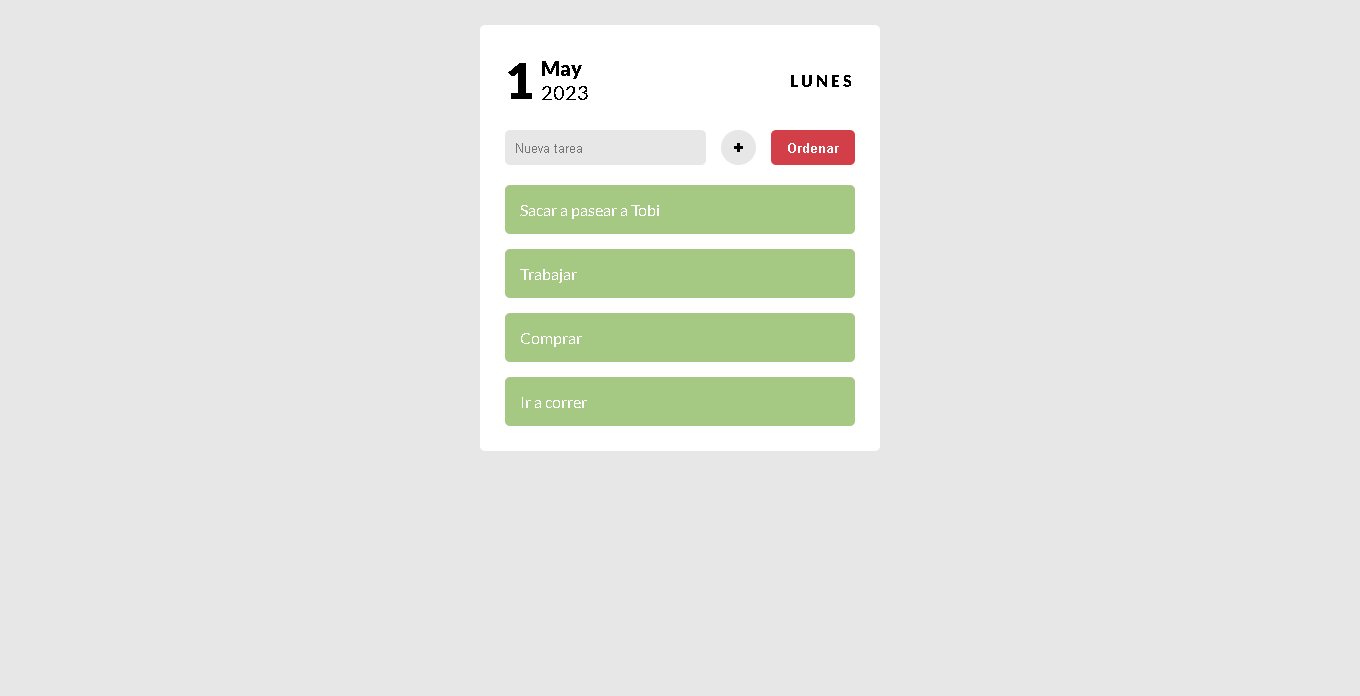 1
May
2023
LUNES
Nueva tarea
+
Ordenar
Sacar a pasear a Tobi
Trabajar
Comprar
Ir a correr